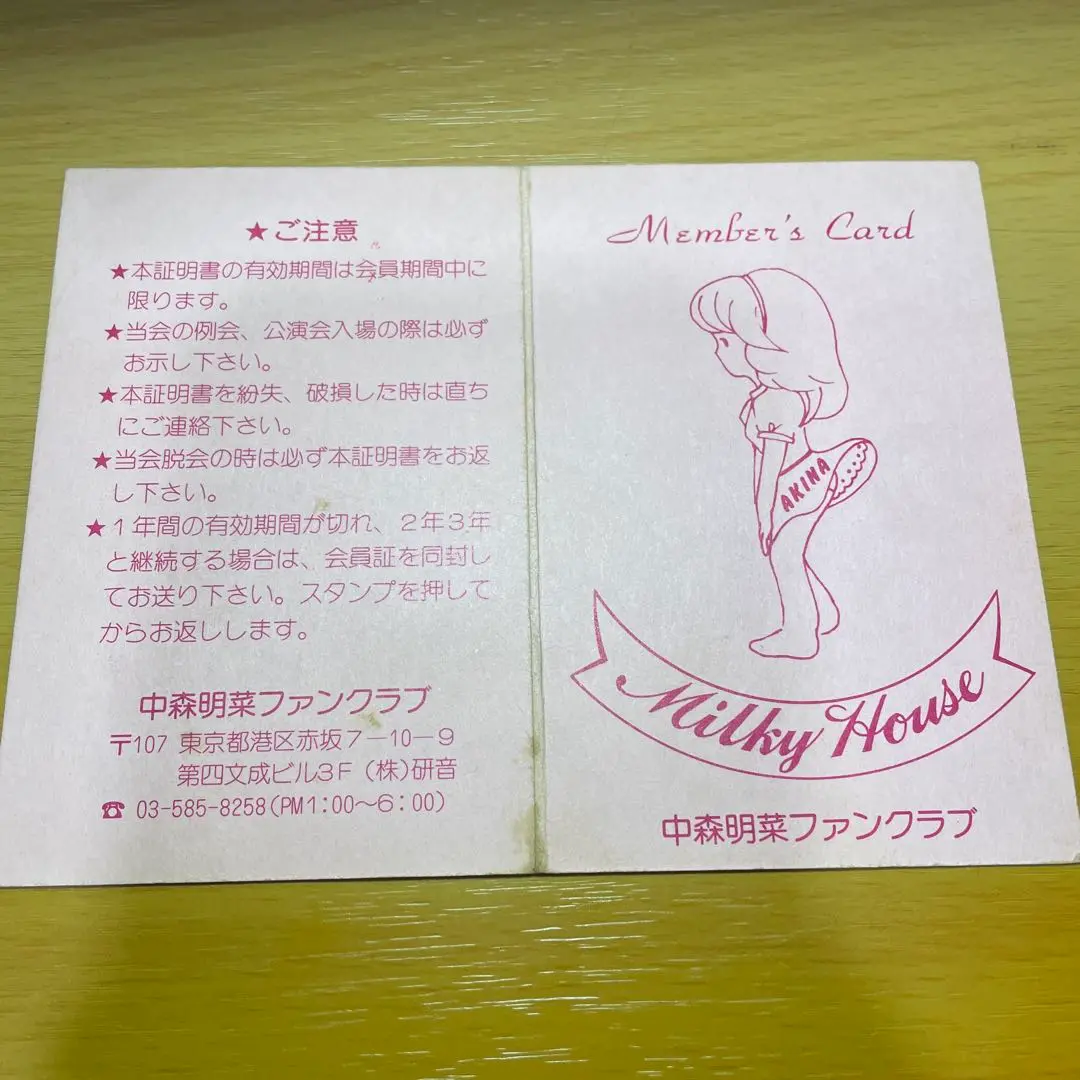 ★ご注意
★本証明書の有効期間は会員期間中に
限ります。
★当会の例会、公演会入場の際は必ず
お示し下さい。
★本証明書を紛失、破損した時は直ち
にご連絡下さい。
★当会脱会の時は必ず本証明書をお返
し下さい。
★1年間の有効期間が切れ、2年3年
と継続する場合は、会員証を同封し
てお送り下さい。スタンプを押して
からお返しします。
中森明菜ファンクラブ
〒107 東京都港区赤坂7-10-9
第四文成ビル3F (株)研音
☎ 03-585-8258(PM1:00〜6:00)
Member's Card
AKINA
Milky House
中森明菜ファンクラブ